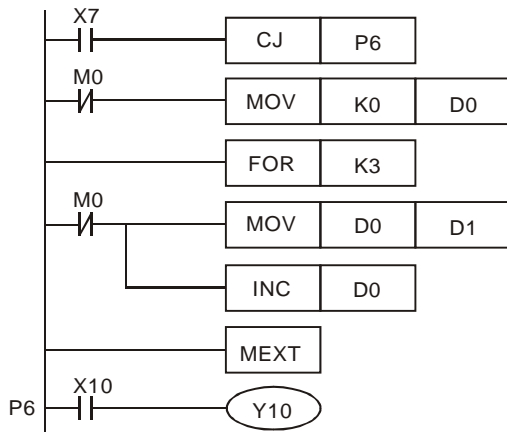 X7
CJ P6
M0
MOV K0 D0
FOR K3
M0
MOV D0 D1
INC D0
MEXT
X10
P6 Y10